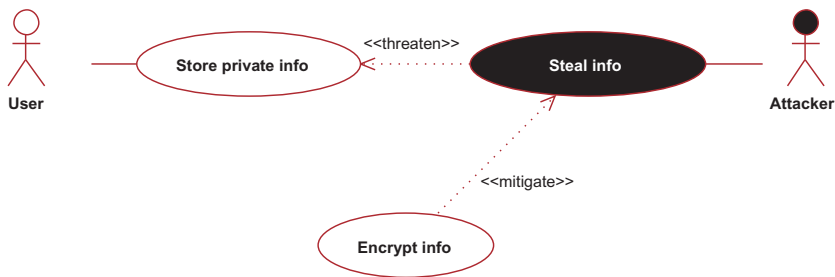 <<threaten>>
Store private info
Steal info
User
Attacker
<<mitigate>>
Encrypt info